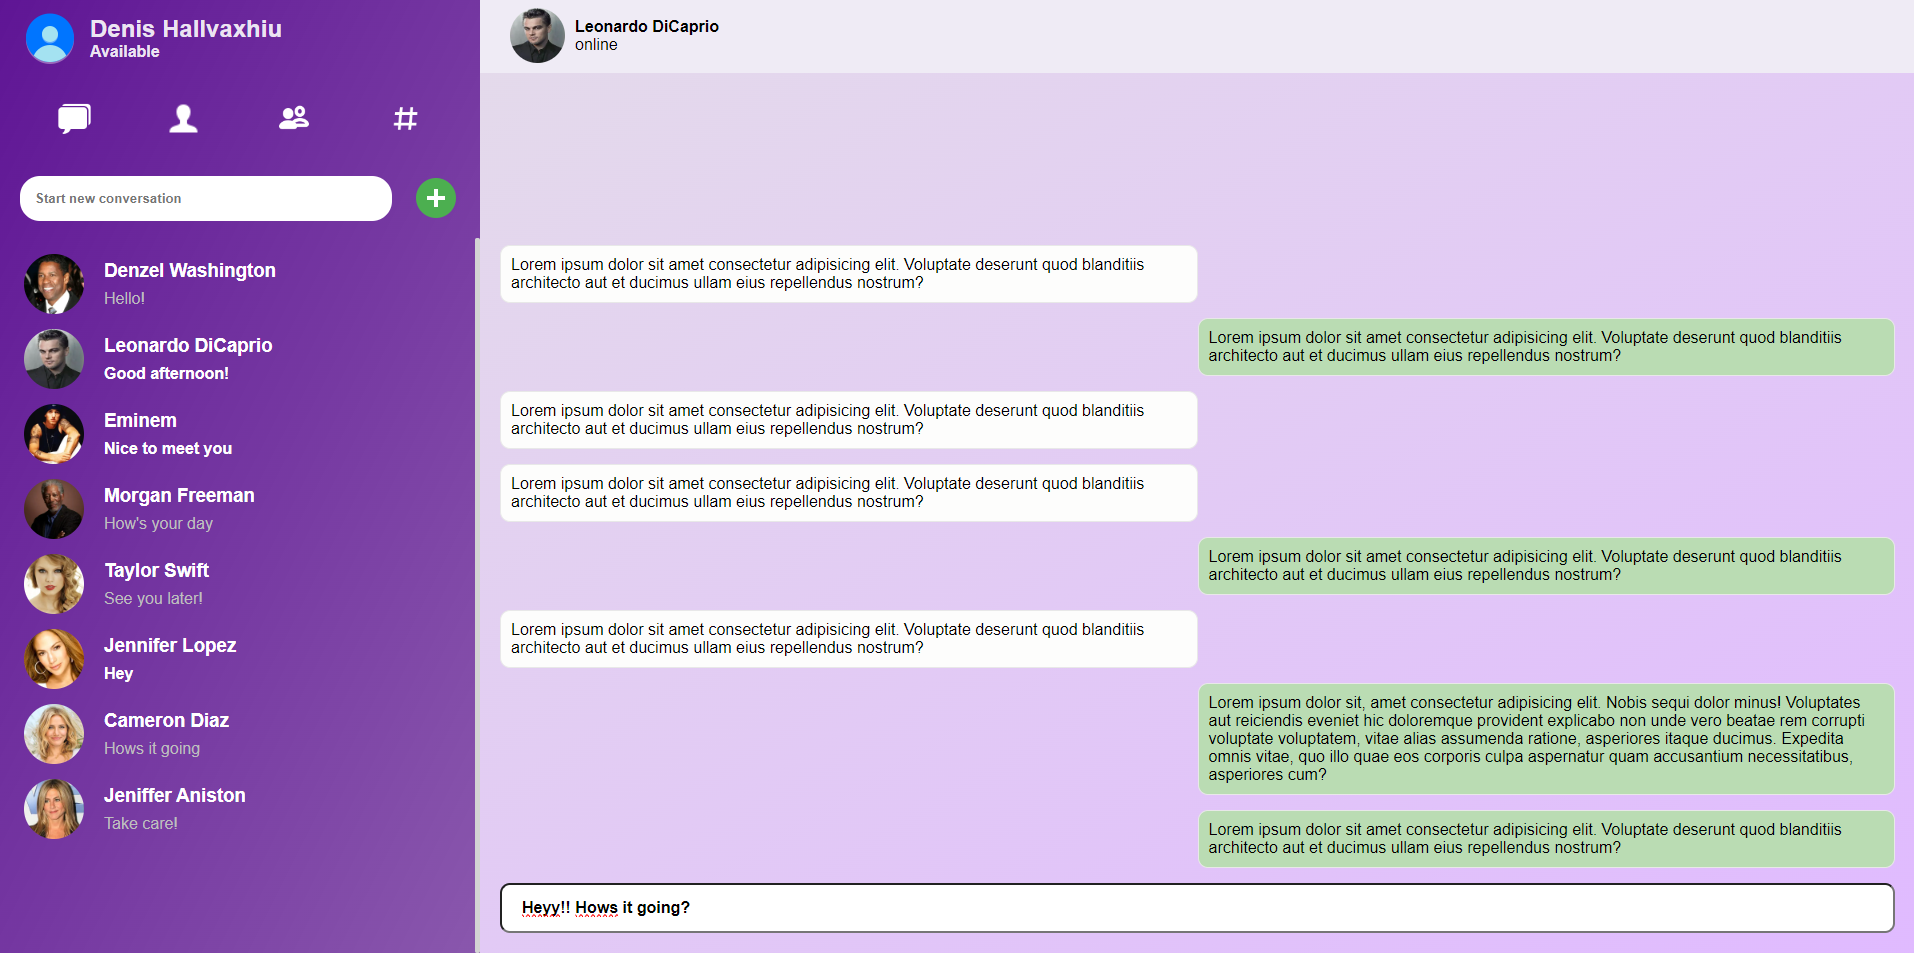 Denis Hallvaxhiu
Available
Start new conversation
Denzel Washington
Hello!
Leonardo DiCaprio
Good afternoon!
Eminem
Nice to meet you
Morgan Freeman
How's your day
Taylor Swift
See you later!
Jennifer Lopez
Hey
Cameron Diaz
Hows it going
Jeniffer Aniston
Take care!
Leonardo DiCaprio
online
Lorem ipsum dolor sit amet consectetur adipisicing elit. Voluptate deserunt quod blanditiis
architecto aut et ducimus ullam eius repellendus nostrum?
Lorem ipsum dolor sit amet consectetur adipisicing elit. Voluptate deserunt quod blanditiis
architecto aut et ducimus ullam eius repellendus nostrum?
Lorem ipsum dolor sit amet consectetur adipisicing elit. Voluptate deserunt quod blanditiis
architecto aut et ducimus ullam eius repellendus nostrum?
Lorem ipsum dolor sit amet consectetur adipisicing elit. Voluptate deserunt quod blanditiis
architecto aut et ducimus ullam eius repellendus nostrum?
Lorem ipsum dolor sit amet consectetur adipisicing elit. Voluptate deserunt quod blanditiis
architecto aut et ducimus ullam eius repellendus nostrum?
Lorem ipsum dolor sit amet consectetur adipisicing elit. Voluptate deserunt quod blanditiis
architecto aut et ducimus ullam eius repellendus nostrum?
Lorem ipsum dolor sit, amet consectetur adipisicing elit. Nobis sequi dolor minus! Voluptates
aut reiciendis eveniet hic doloremque provident explicabo non unde vero beatae rem corrupti
voluptate voluptatem, vitae alias assumenda ratione, asperiores itaque ducimus. Expedita
omnis vitae, quo illo quae eos corporis culpa aspernatur quam accusantium necessitatibus,
asperiores cum?
Lorem ipsum dolor sit amet consectetur adipisicing elit. Voluptate deserunt quod blanditiis
architecto aut et ducimus ullam eius repellendus nostrum?
Heyy!! Hows it going?